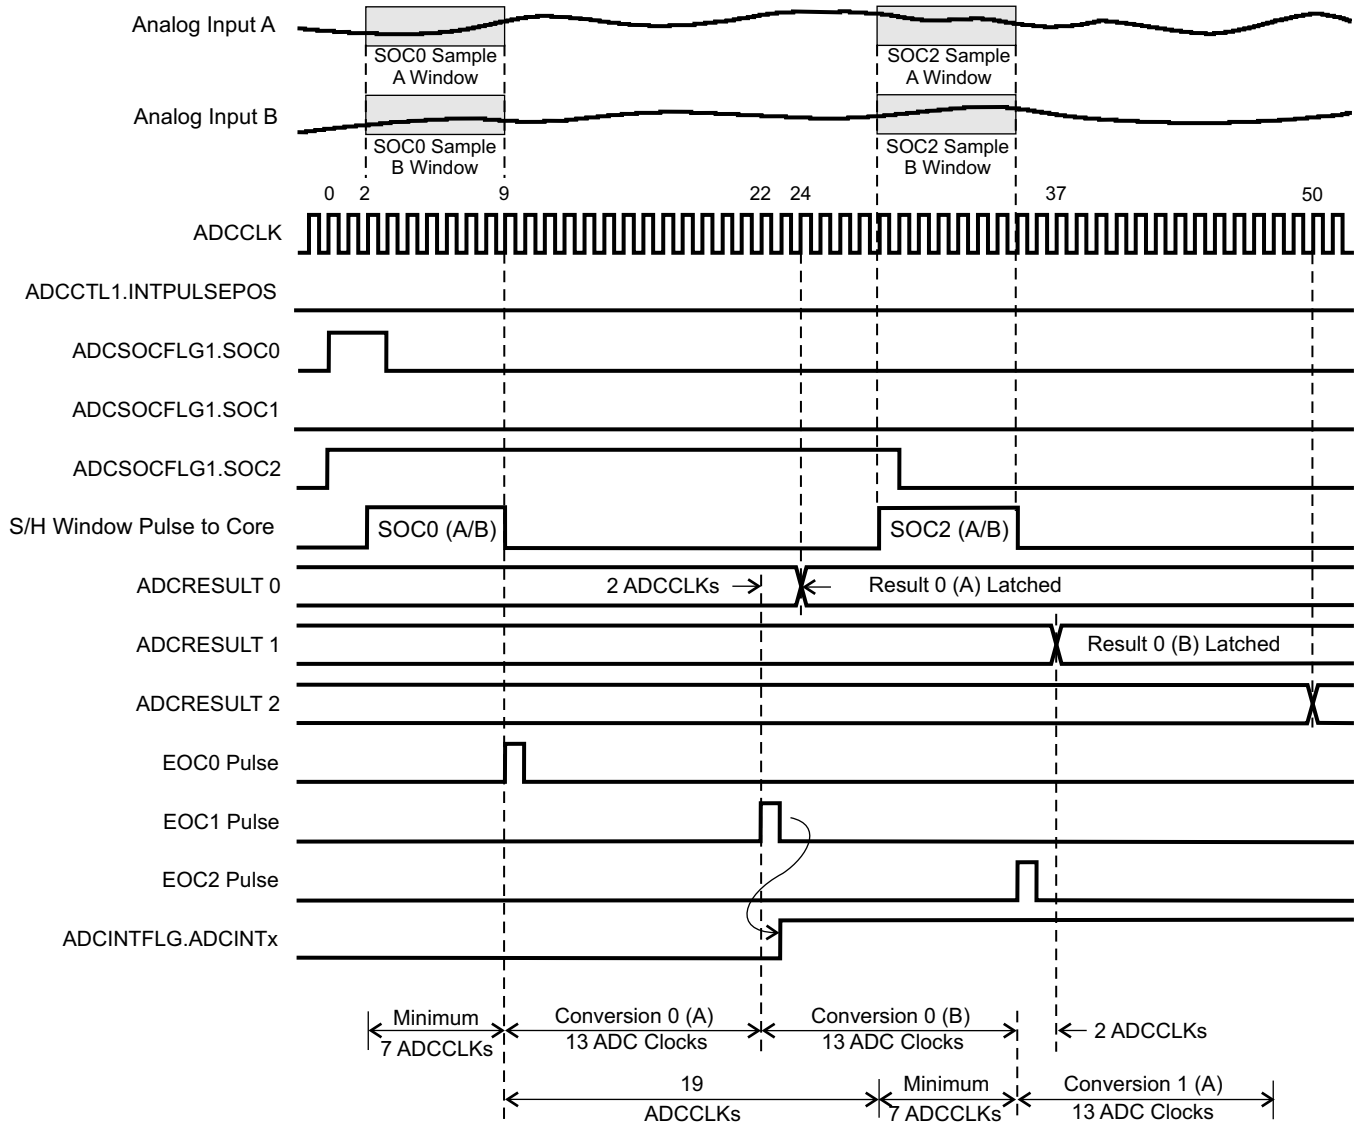 Analog Input A
SOC0 Sample
A Window
SOC2 Sample
A Window
Analog Input B
SOC0 Sample
B Window
SOC2 Sample
B Window
0 2 9 22 24 37 50
ADCCLK
ADCCTL1.INTPULSEPOS
ADCSOCFLG1.SOC0
ADCSOCFLG1.SOC1
ADCSOCFLG1.SOC2
S/H Window Pulse to Core
SOC0 (A/B)
SOC2 (A/B)
ADCRESULT 0
2 ADCCLKs
Result 0 (A) Latched
ADCRESULT 1
Result 0 (B) Latched
ADCRESULT 2
EOC0 Pulse
EOC1 Pulse
EOC2 Pulse
ADCINTFLG.ADCINTx
Minimum
7 ADCCLKs
Conversion 0 (A)
13 ADC Clocks
Conversion 0 (B)
13 ADC Clocks
2 ADCCLKs
19
ADCCLKs
Minimum
7 ADCCLKs
Conversion 1 (A)
13 ADC Clocks